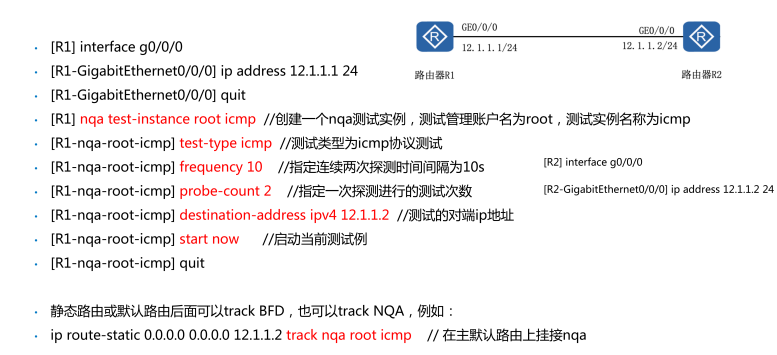 GE0/0/0
GE0/0/0
12.1.1.1/24
12.1.1.2/24
路由器R1
路由器R2
[R1] interface g0/0/0
[R1-GigabitEthernet0/0/0] ip address 12.1.1.1 24
[R1-GigabitEthernet0/0/0] quit
[R1] nqa test-instance root icmp //创建一个nqa测试实例，测试管理账户名为root，测试实例名称为icmp
[R1-nqa-root-icmp] test-type icmp //测试类型为icmp协议测试
[R1-nqa-root-icmp] frequency 10 //指定连续两次探测时间间隔为10s
[R1-nqa-root-icmp] probe-count 2 //指定一次探测进行的测试次数
[R1-nqa-root-icmp] destination-address ipv4 12.1.1.2 //测试的对端ip地址
[R1-nqa-root-icmp] start now //启动当前测试例
[R1-nqa-root-icmp] quit
[R2] interface g0/0/0
[R2-GigabitEthernet0/0/0] ip address 12.1.1.2 24
静态路由或默认路由后面可以track BFD，也可以track NQA，例如：
ip route-static 0.0.0.0 0.0.0.0 12.1.1.2 track nqa root icmp // 在主默认路由上挂接nqa